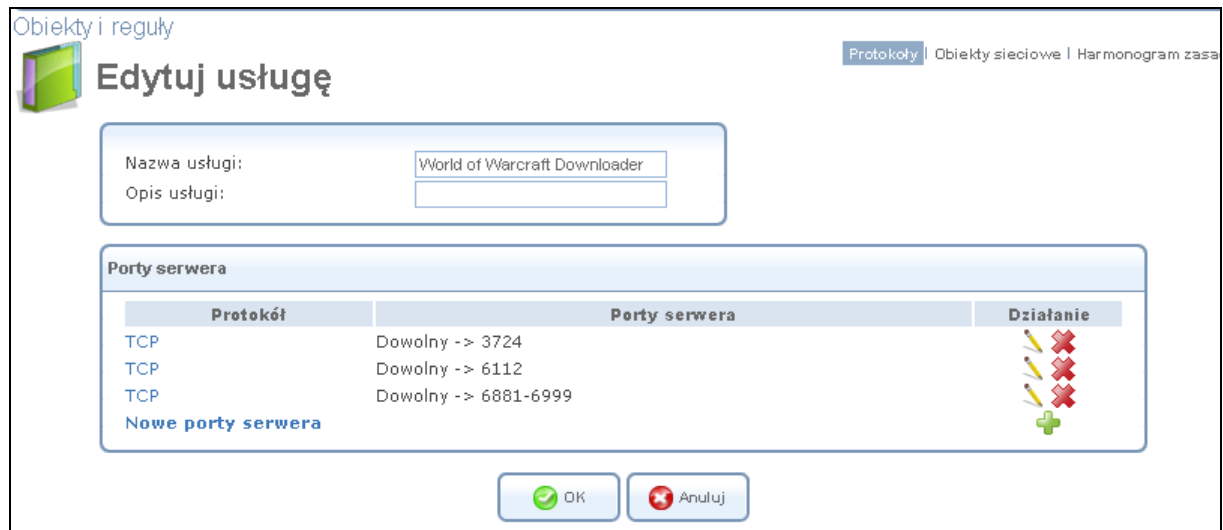 Obiekty i reguły
Protokoły | Obiekty sieciowe | Harmonogram zasa
Edytuj usługę
Nazwa usługi: World of Warcraft Downloader
Opis usługi:
Porty serwera
Protokół Porty serwera Działanie
TCP Dowolny -> 3724
TCP Dowolny -> 6112
TCP Dowolny -> 6881-6999
Nowe porty serwera
OK Anuluj